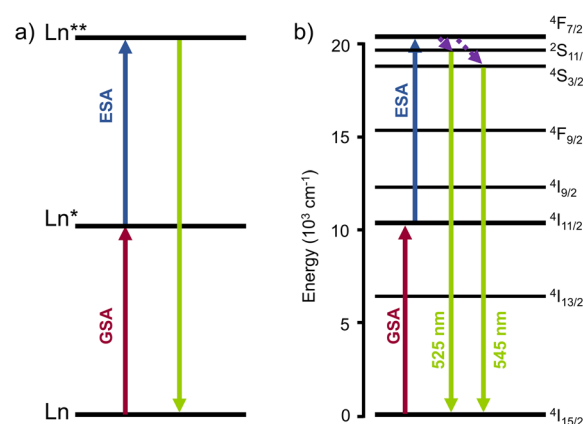 a)
Ln**
ESA
Ln*
GSA
Ln
b)
Energy (10³ cm⁻¹)
20
15
10
5
0
ESA
GSA
525 nm
545 nm
⁴F₇/₂
²S₁₁/
⁴S₃/₂
⁴F₉/₂
⁴I₉/₂
⁴I₁₁/₂
⁴I₁₃/₂
⁴I₁₅/₂